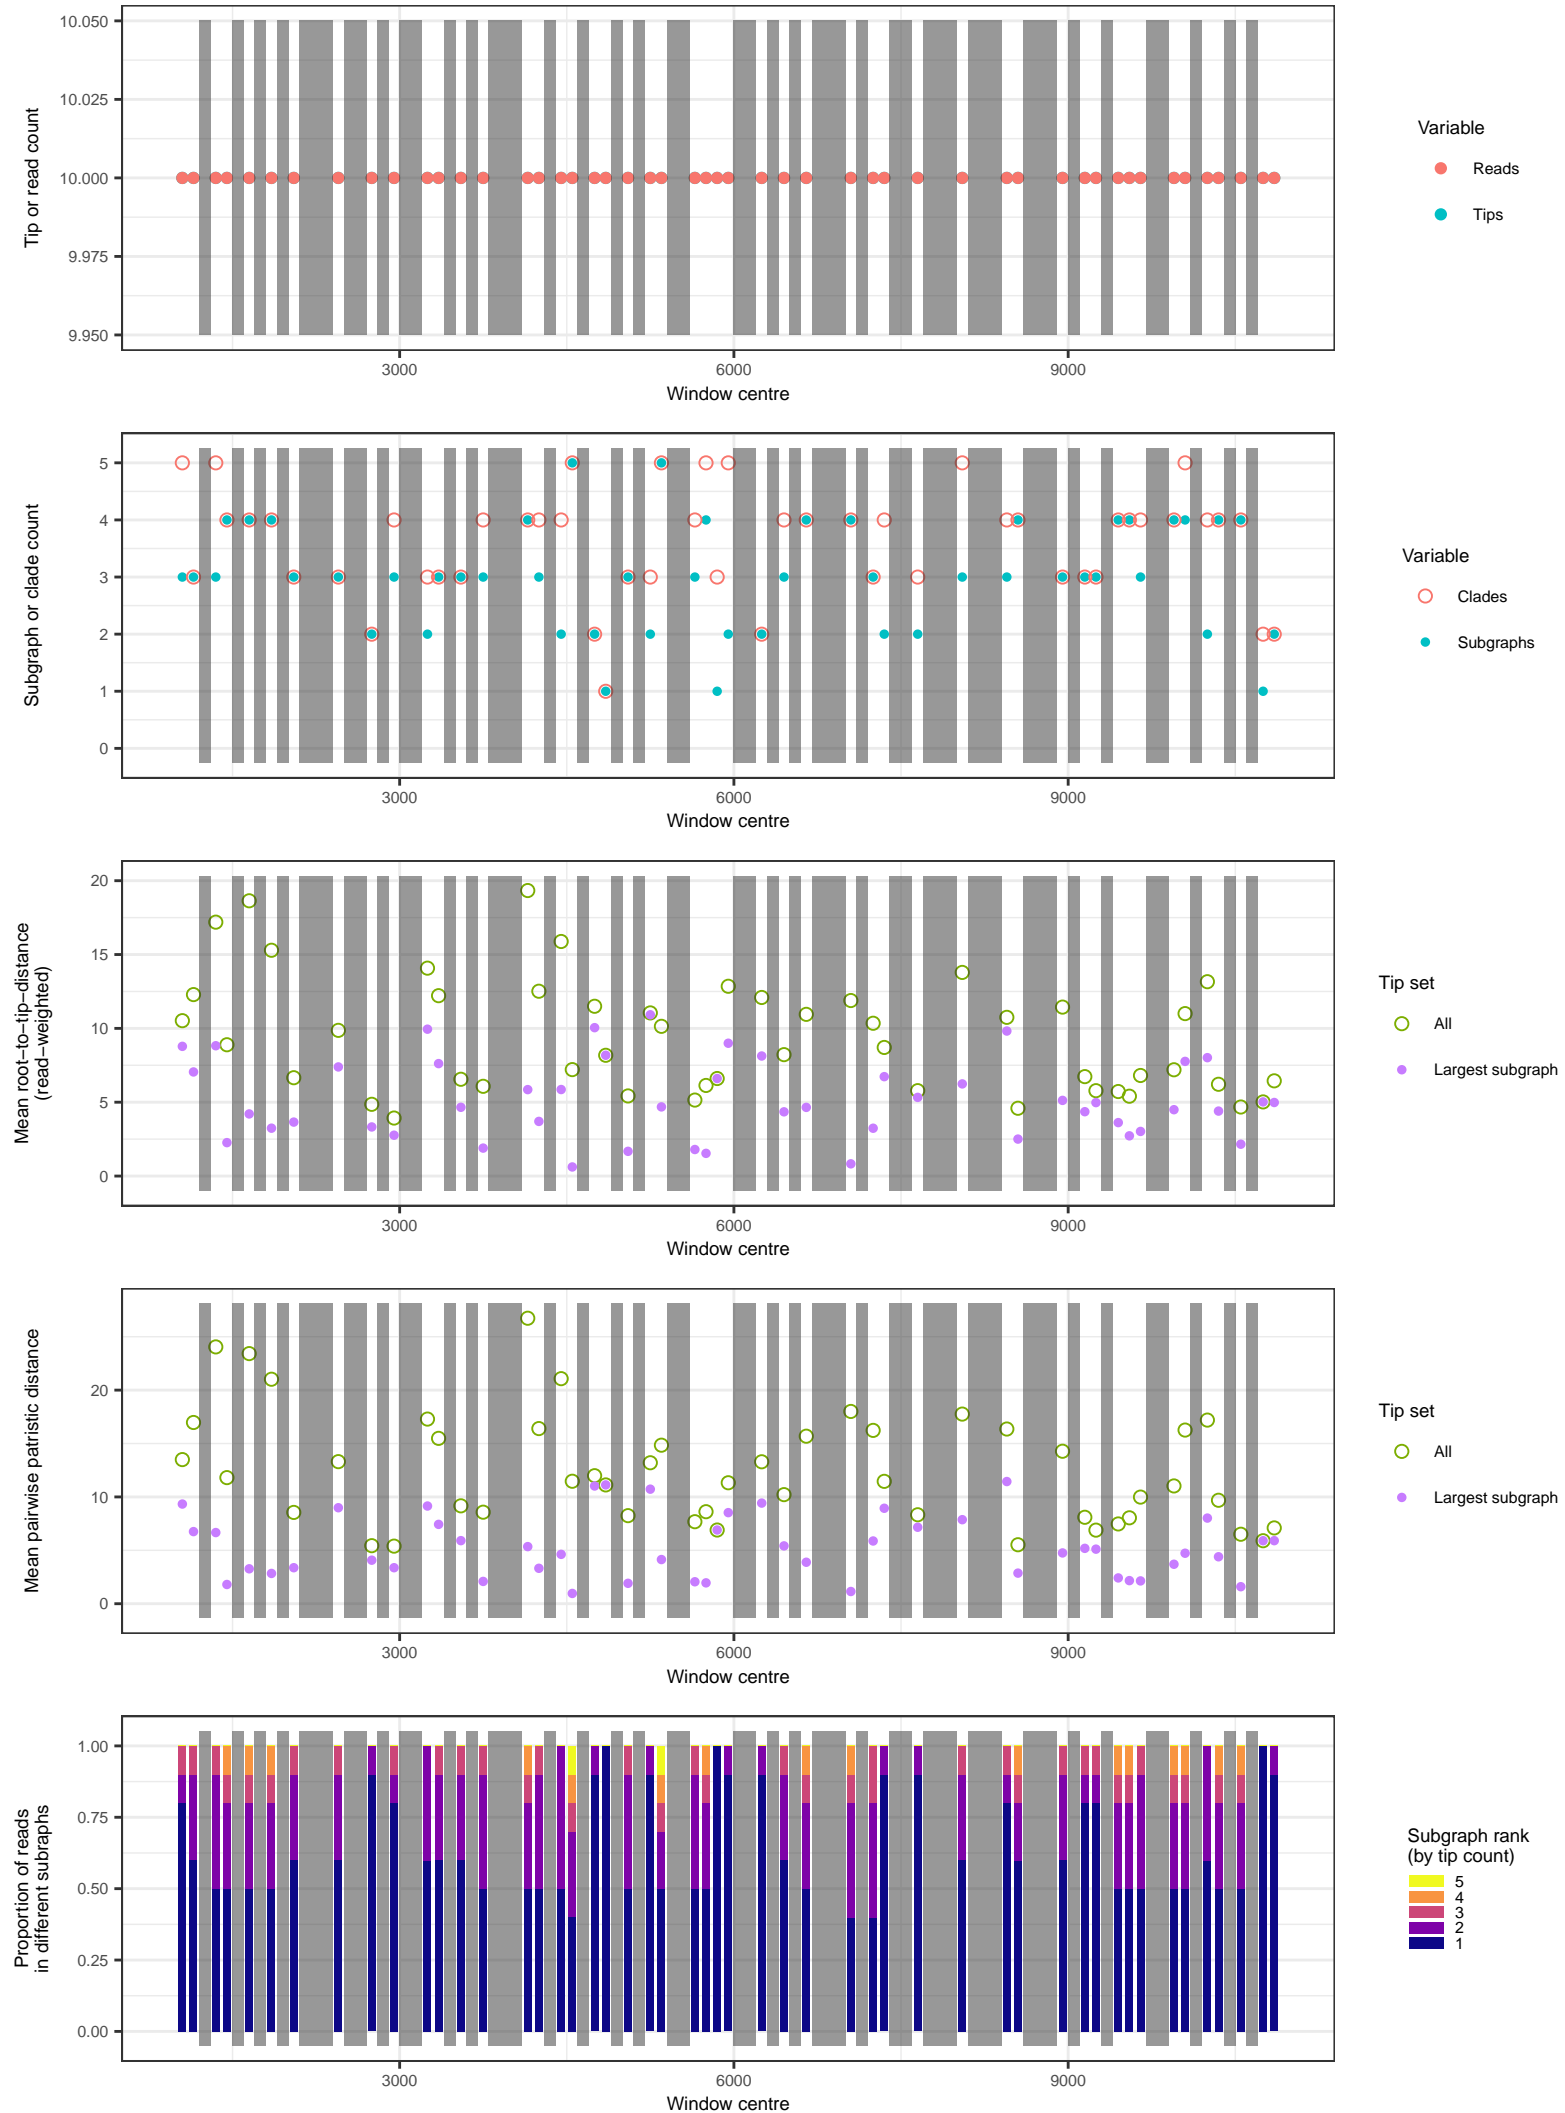 10.050
10.025
10.000
9.975
9.950
Tip or read count
3000 6000 9000
Window centre
Variable
Reads
Tips
5
4
3
2
1
0
Subgraph or clade count
3000 6000 9000
Window centre
Variable
Clades
Subgraphs
20
15
10
5
0
Mean root−to−tip−distance
(read−weighted)
3000 6000 9000
Window centre
Tip set
All
Largest subgraph
20
10
0
Mean pairwise patristic distance
3000 6000 9000
Window centre
Tip set
All
Largest subgraph
1.00
0.75
0.50
0.25
0.00
Proportion of reads
in different subraphs
3000 6000 9000
Window centre
Subgraph rank
(by tip count)
5
4
3
2
1